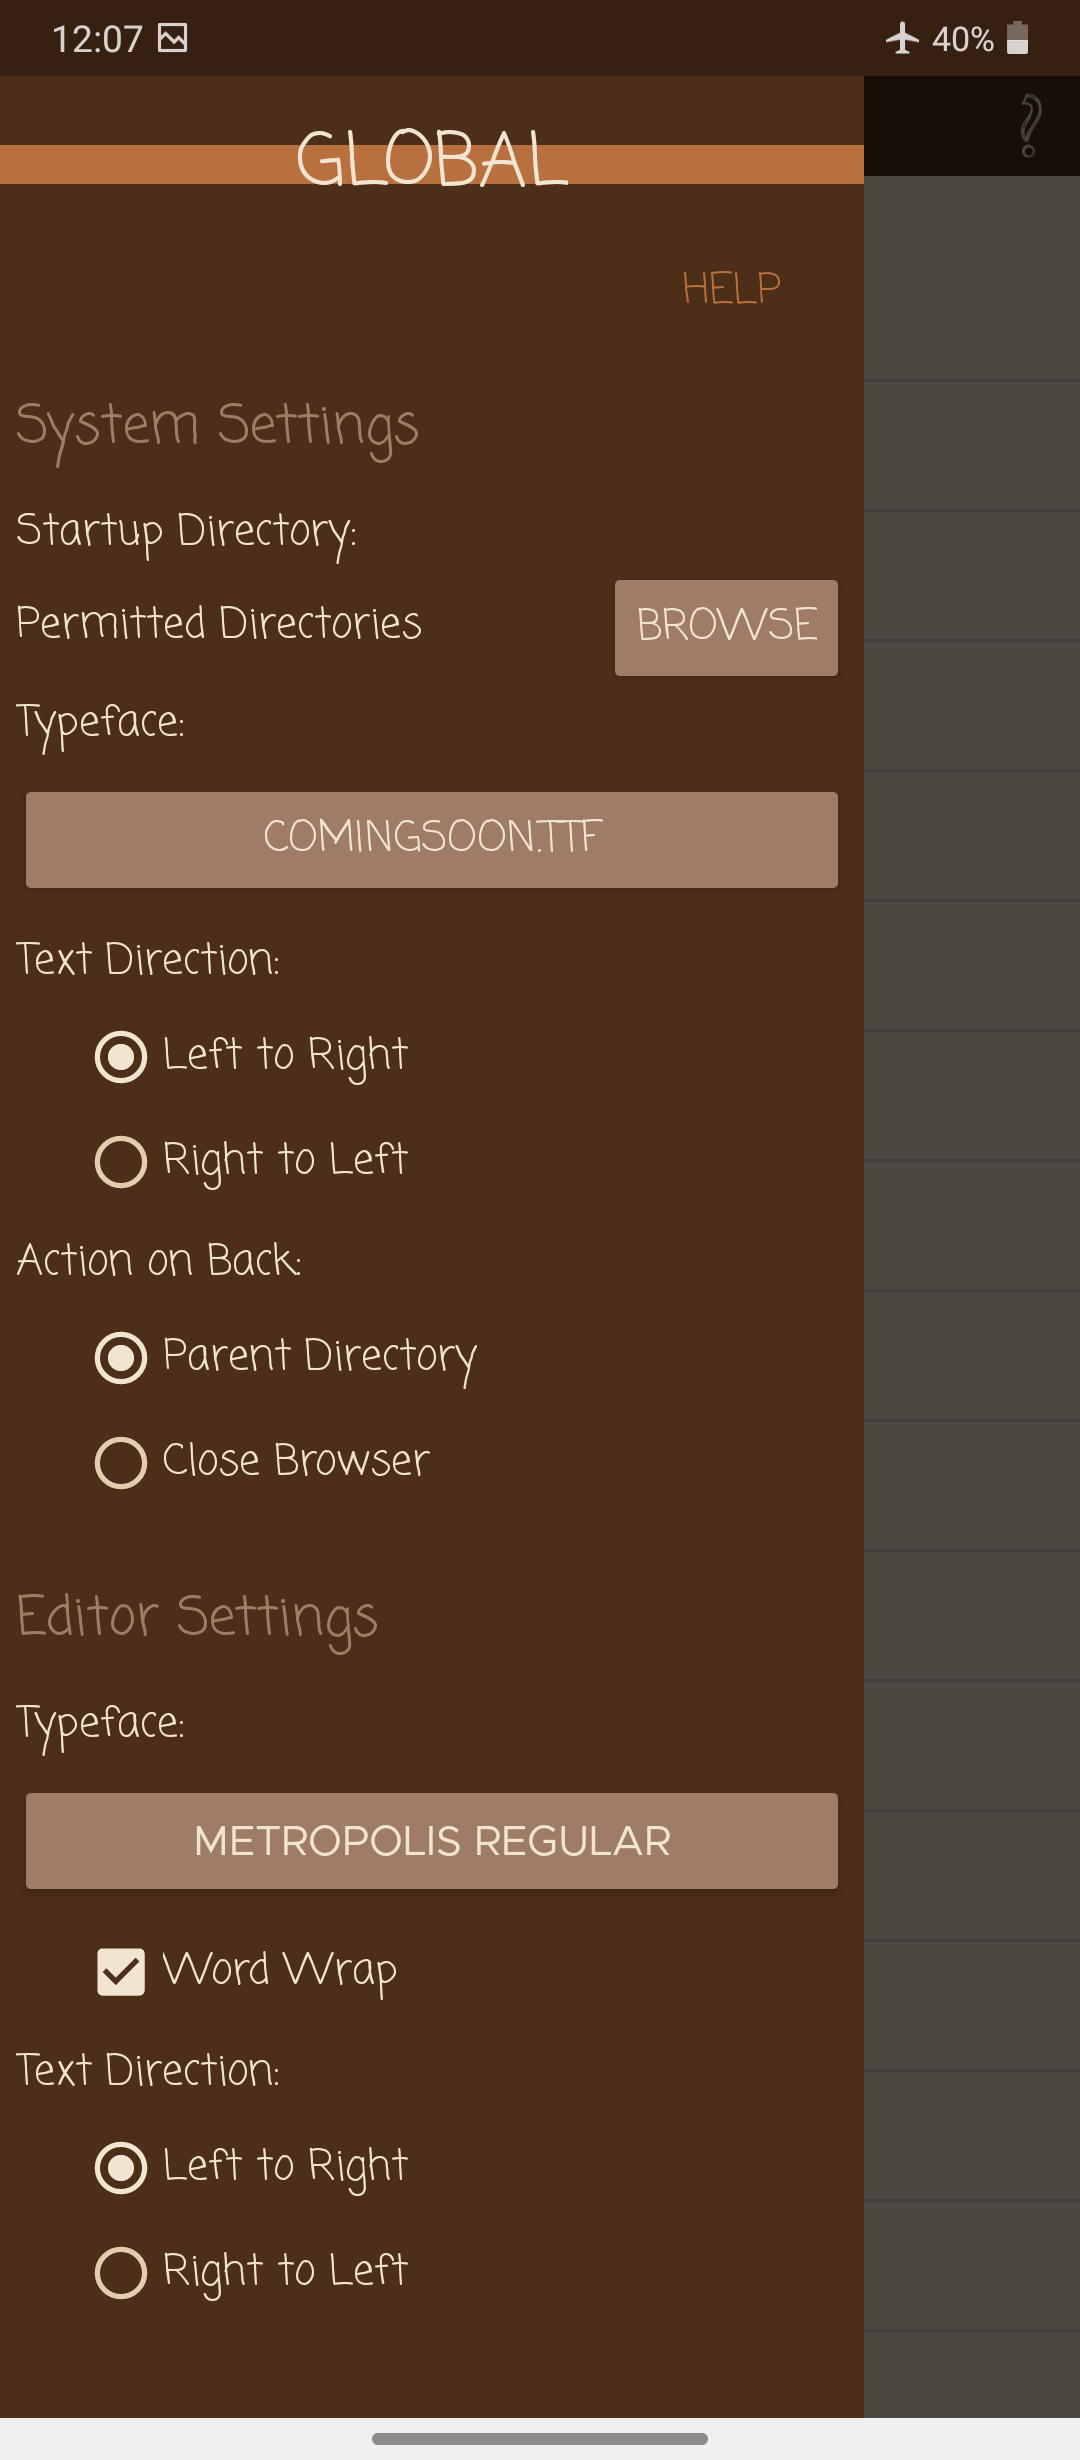 12:07
40%
GLOBAL
HELP
System Settings
Startup Directory:
Permitted Directories
BROWSE
Typeface:
COMINGSOON.TTF
Text Direction:
Left to Right
Right to Left
Action on Back:
Parent Directory
Close Browser
Editor Settings
Typeface:
METROPOLIS REGULAR
Word Wrap
Text Direction:
Left to Right
Right to Left